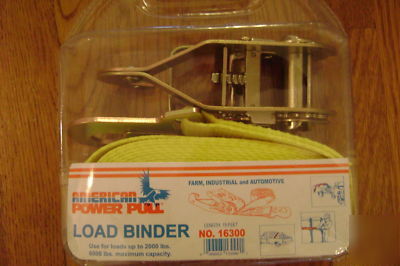 AMERICAN
POWER PULL
FARM, INDUSTRIAL and AUTOMOTIVE
LOAD BINDER
NO. 16300
Use for loads up to 2000 lbs.
6000 lbs. maximum capacity.